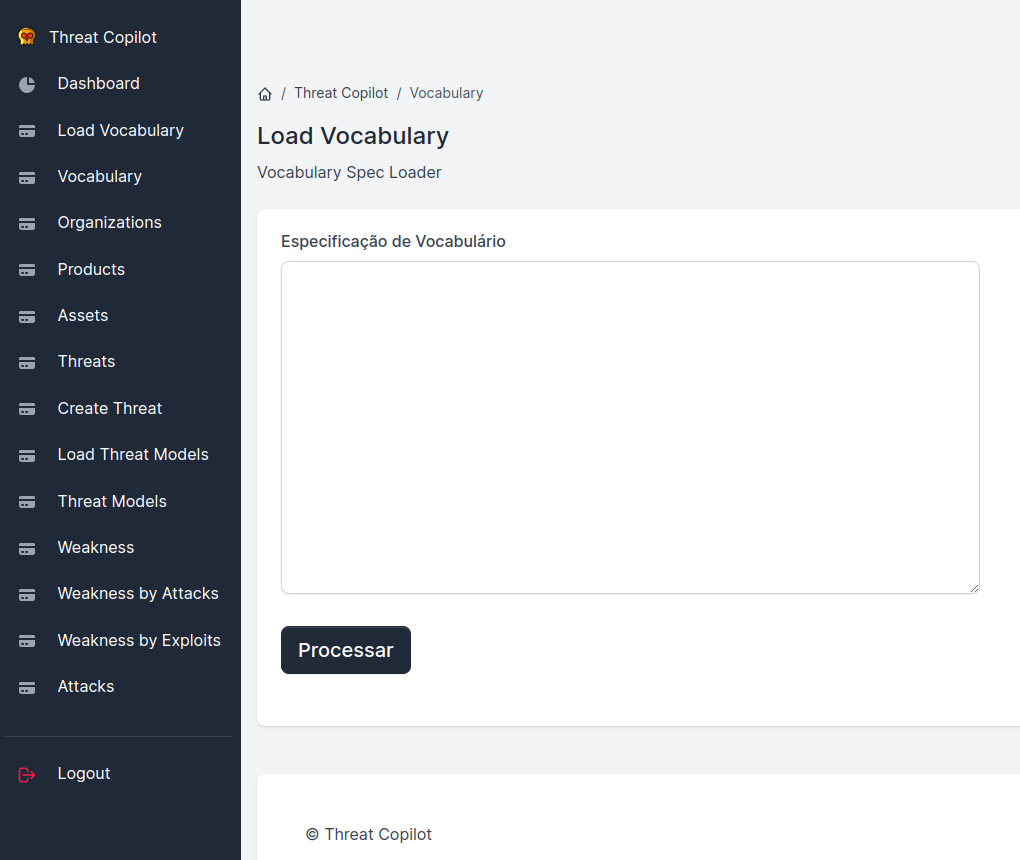 Threat Copilot
Dashboard
Load Vocabulary
Vocabulary
Organizations
Products
Assets
Threats
Create Threat
Load Threat Models
Threat Models
Weakness
Weakness by Attacks
Weakness by Exploits
Attacks
Logout
/ Threat Copilot / Vocabulary
Load Vocabulary
Vocabulary Spec Loader
Especificação de Vocabulário
Processar
© Threat Copilot